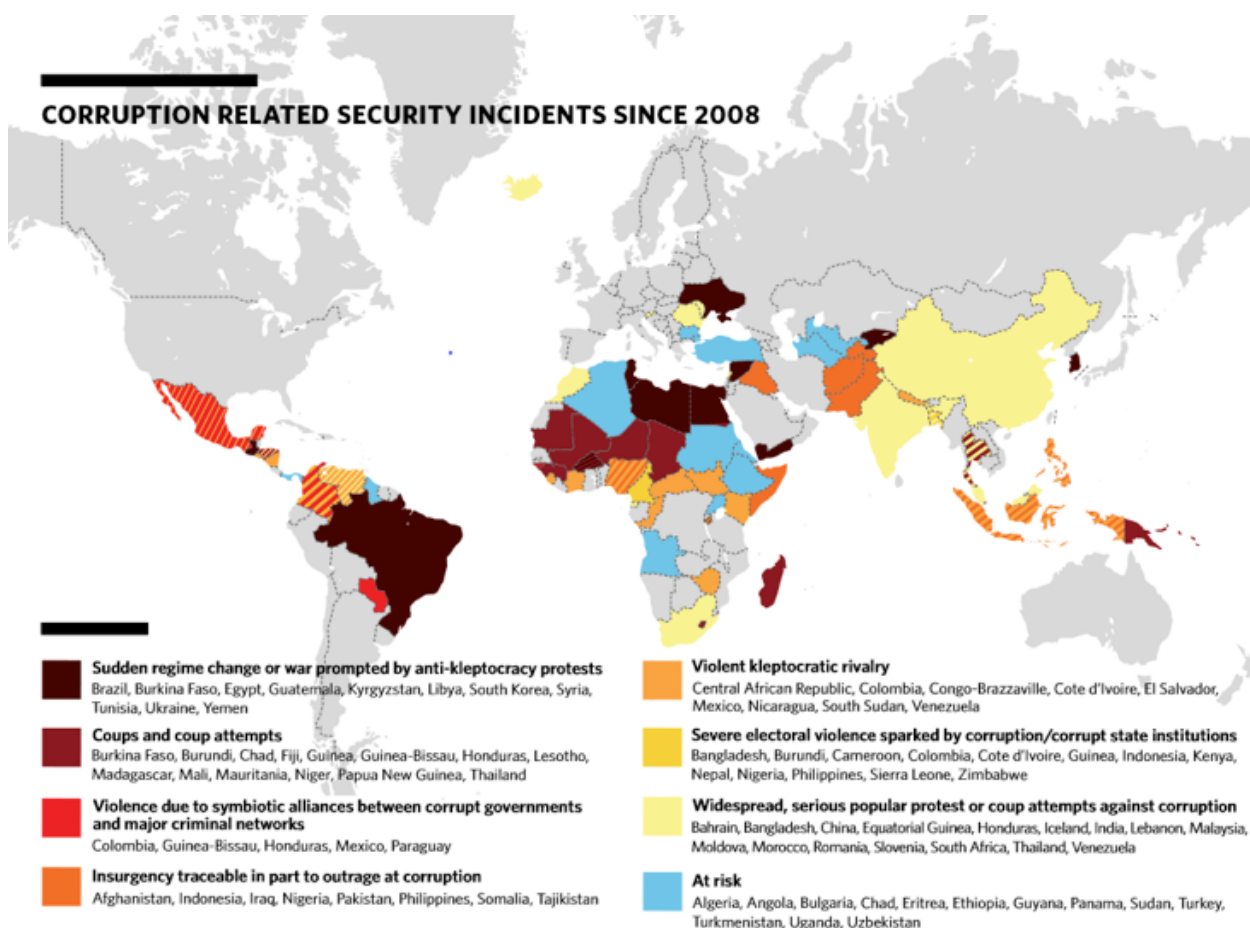 CORRUPTION RELATED SECURITY INCIDENTS SINCE 2008
Sudden regime change or war prompted by anti-kleptocracy protests
Brazil, Burkina Faso, Egypt, Guatemala, Kyrgyzstan, Libya, South Korea, Syria,
Tunisia, Ukraine, Yemen
Coups and coup attempts
Burkina Faso, Burundi, Chad, Fiji, Guinea, Guinea-Bissau, Honduras, Lesotho,
Madagascar, Mali, Mauritania, Niger, Papua New Guinea, Thailand
Violence due to symbiotic alliances between corrupt governments
and major criminal networks
Colombia, Guinea-Bissau, Honduras, Mexico, Paraguay
Insurgency traceable in part to outrage at corruption
Afghanistan, Indonesia, Iraq, Nigeria, Pakistan, Philippines, Somalia, Tajikistan
Violent kleptocratic rivalry
Central African Republic, Colombia, Congo-Brazzaville, Cote d'Ivoire, El Salvador,
Mexico, Nicaragua, South Sudan, Venezuela
Severe electoral violence sparked by corruption/corrupt state institutions
Bangladesh, Burundi, Cameroon, Colombia, Cote d'Ivoire, Guinea, Indonesia, Kenya,
Nepal, Nigeria, Philippines, Sierra Leone, Zimbabwe
Widespread, serious popular protest or coup attempts against corruption
Bahrain, Bangladesh, China, Equatorial Guinea, Honduras, Iceland, India, Lebanon, Malaysia,
Moldova, Morocco, Romania, Slovenia, South Africa, Thailand, Venezuela
At risk
Algeria, Angola, Bulgaria, Chad, Eritrea, Ethiopia, Guyana, Panama, Sudan, Turkey,
Turkmenistan, Uganda, Uzbekistan